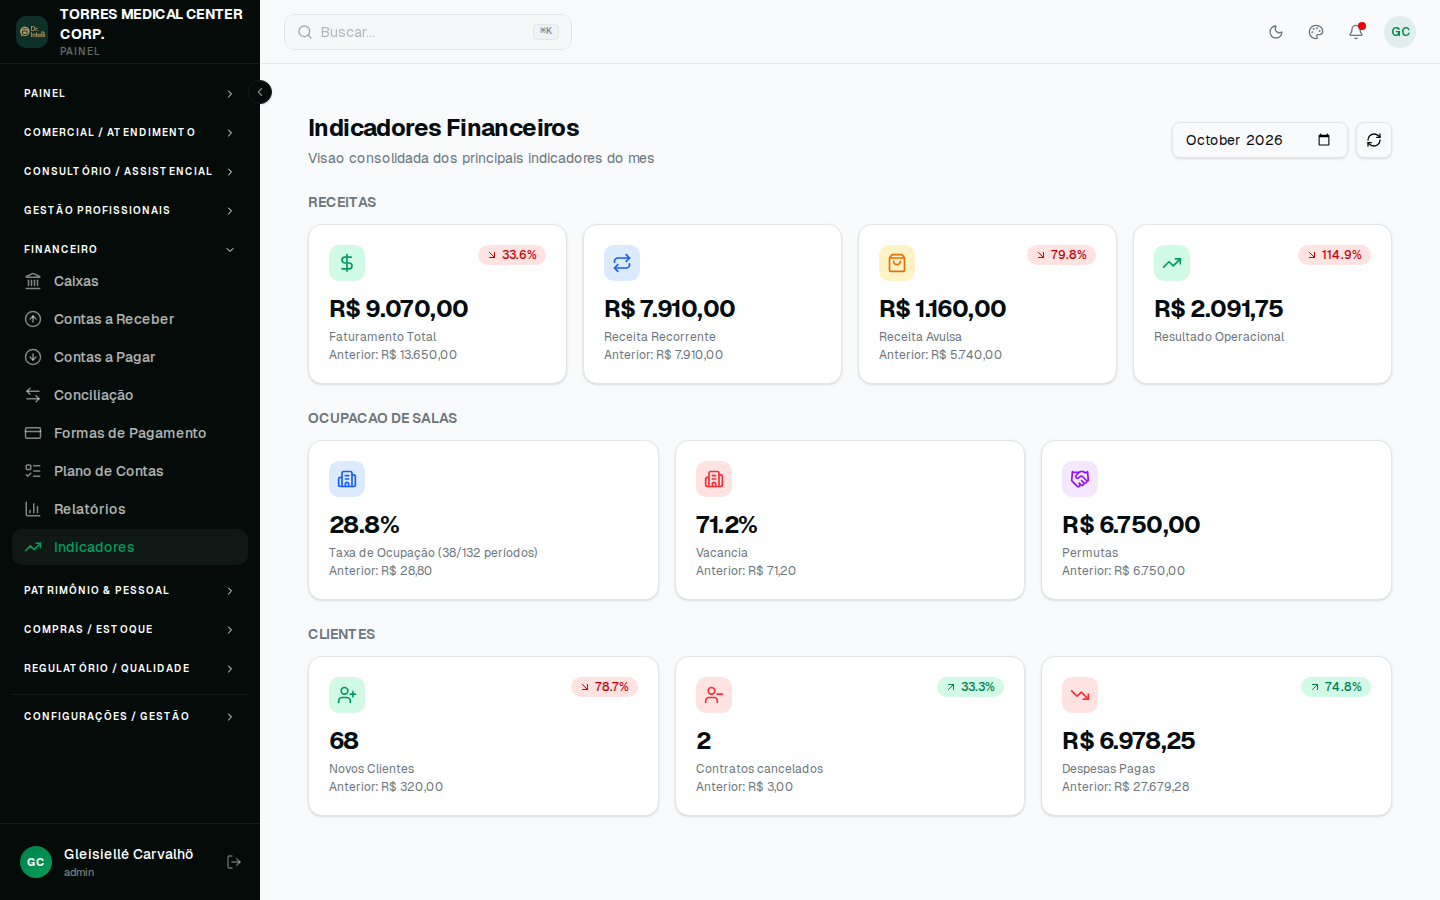 TORRES MEDICAL CENTER
CORP.
PAINEL
Dr.
Buscar...
⌘K
GC
PAINEL
COMERCIAL / ATENDIMENTO
CONSULTÓRIO / ASSISTENCIAL
GESTÃO PROFISSIONAIS
FINANCEIRO
Caixas
Contas a Receber
Contas a Pagar
Conciliação
Formas de Pagamento
Plano de Contas
Relatórios
Indicadores
PATRIMÔNIO & PESSOAL
COMPRAS / ESTOQUE
REGULATÓRIO / QUALIDADE
CONFIGURAÇÕES / GESTÃO
GC
Gleisiellé Carvalhö
admin
Indicadores Financeiros
Visao consolidada dos principais indicadores do mes
October 2026
RECEITAS
33.6%
R$ 9.070,00
Faturamento Total
Anterior: R$ 13.650,00
R$ 7.910,00
Receita Recorrente
Anterior: R$ 7.910,00
79.8%
R$ 1.160,00
Receita Avulsa
Anterior: R$ 5.740,00
114.9%
R$ 2.091,75
Resultado Operacional
OCUPACAO DE SALAS
28.8%
Taxa de Ocupação (38/132 períodos)
Anterior: R$ 28,80
71.2%
Vacancia
Anterior: R$ 71,20
R$ 6.750,00
Permutas
Anterior: R$ 6.750,00
CLIENTES
78.7%
68
Novos Clientes
Anterior: R$ 320,00
33.3%
2
Contratos cancelados
Anterior: R$ 3,00
74.8%
R$ 6.978,25
Despesas Pagas
Anterior: R$ 27.679,28